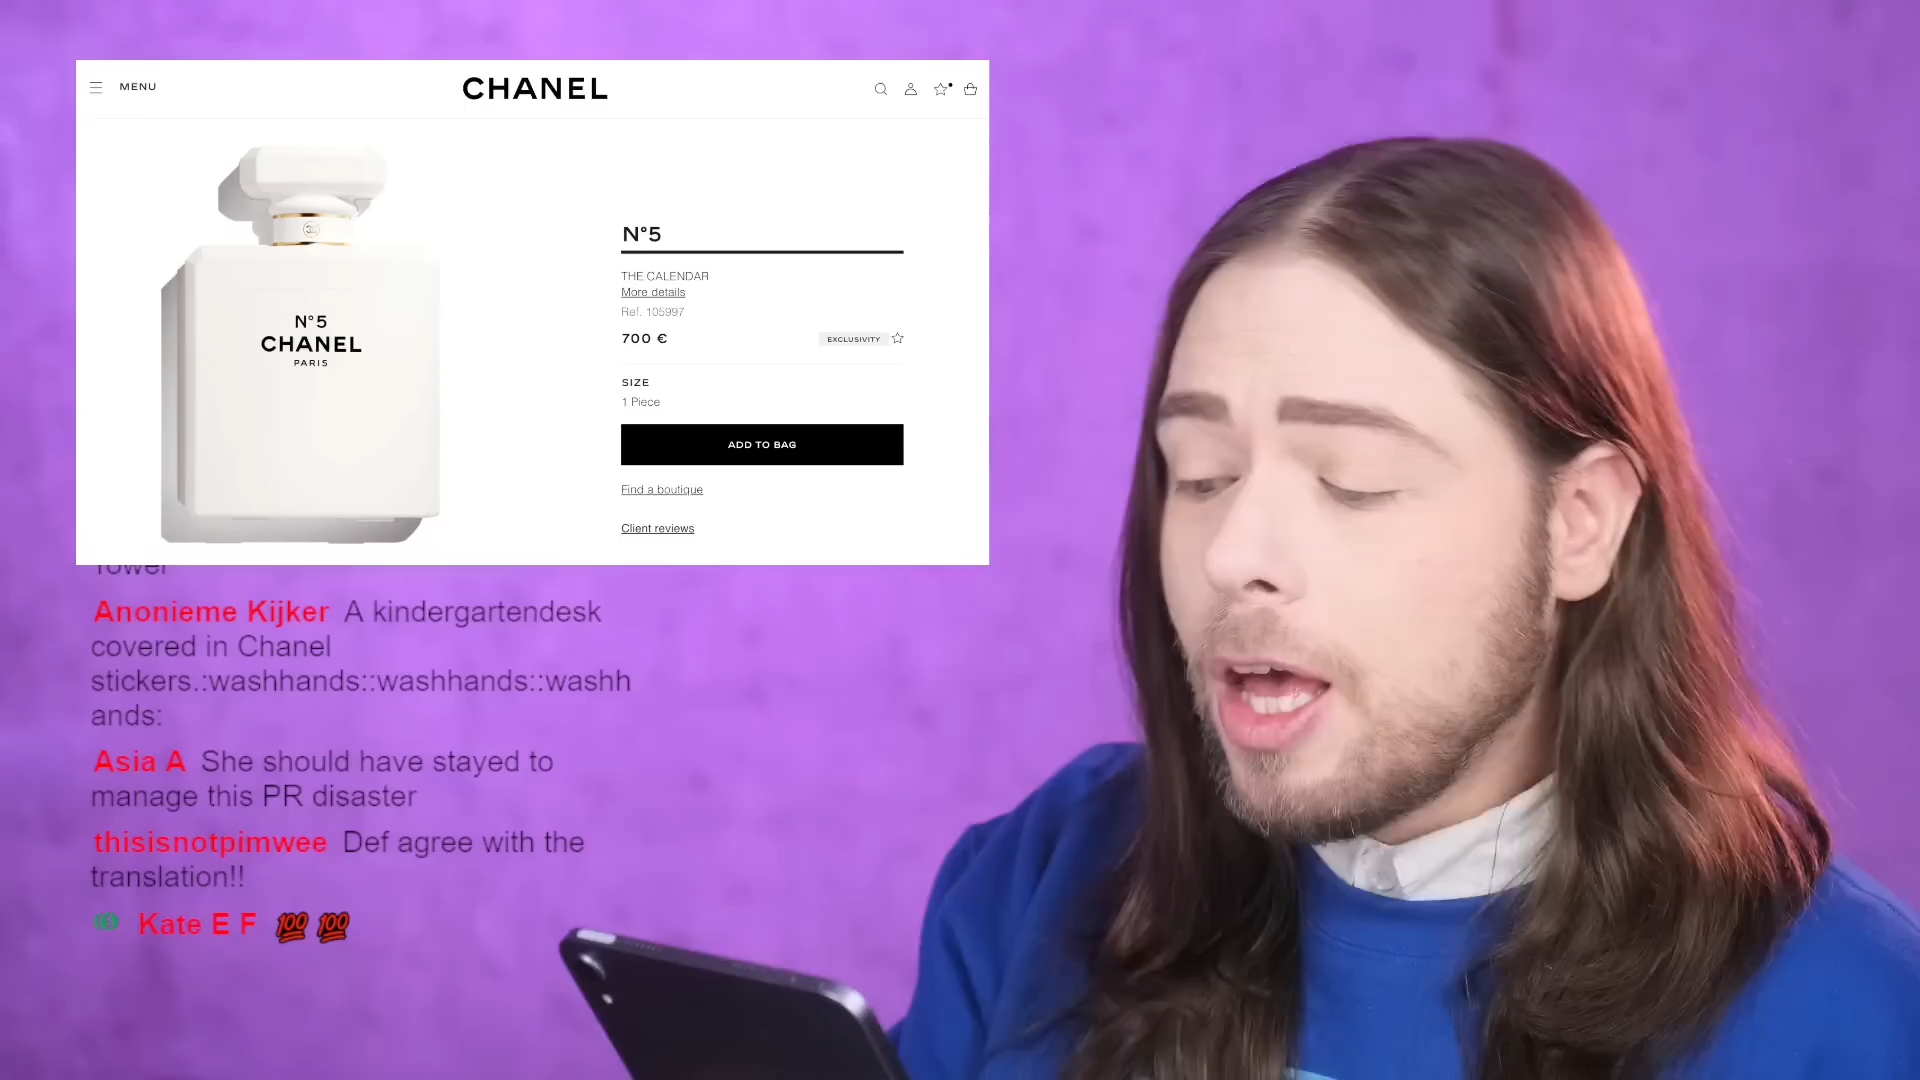 MENU
CHANEL
N°5
CHANEL
PARIS
N°5
THE CALENDAR
More details
Ref. 105997
700 €
EXCLUSIVITY
SIZE
1 Piece
ADD TO BAG
Find a boutique
Client reviews
Tower
Anonieme Kijker A kindergartendesk
covered in Chanel
stickers.:washhands::washhands::washh
ands:
Asia A She should have stayed to
manage this PR disaster
thisisnotpimwee Def agree with the
translation!!
Kate E F 💯 💯